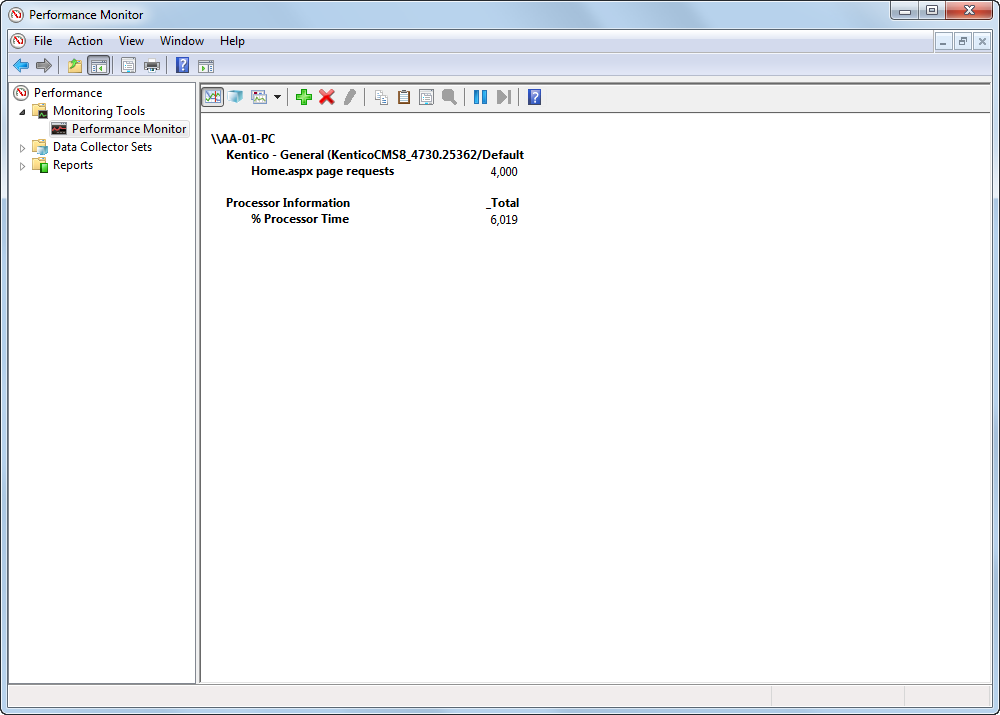 Performance Monitor
File Action View Window Help
Performance
Monitoring Tools
Performance Monitor
Data Collector Sets
Reports
\\AA-01-PC
Kentico - General (KenticoCMS8_4730.25362/Default
Home.aspx page requests 4,000
Processor Information _Total
% Processor Time 6,019